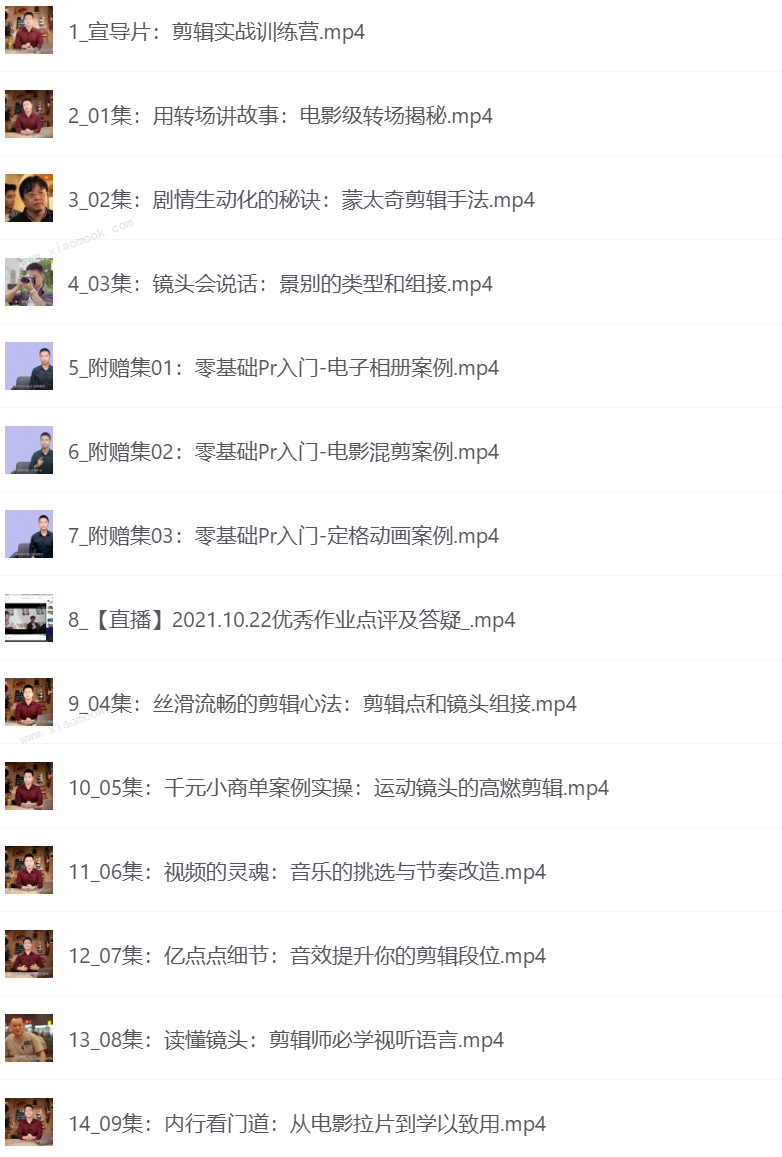 1_宣导片：剪辑实战训练营.mp4
2_01集：用转场讲故事：电影级转场揭秘.mp4
3_02集：剧情生动化的秘诀：蒙太奇剪辑手法.mp4
www.xiaomook.com
4_03集：镜头会说话：景别的类型和组接.mp4
5_附赠集01：零基础Pr入门-电子相册案例.mp4
6_附赠集02：零基础Pr入门-电影混剪案例.mp4
7_附赠集03：零基础Pr入门-定格动画案例.mp4
8_【直播】2021.10.22优秀作业点评及答疑_.mp4
9_04集：丝滑流畅的剪辑心法：剪辑点和镜头组接.mp4
www.xiaomook
10_05集：千元小商单案例实操：运动镜头的高燃剪辑.mp4
11_06集：视频的灵魂：音乐的挑选与节奏改造.mp4
12_07集：亿点点细节：音效提升你的剪辑段位.mp4
13_08集：读懂镜头：剪辑师必学视听语言.mp4
14_09集：内行看门道：从电影拉片到学以致用.mp4